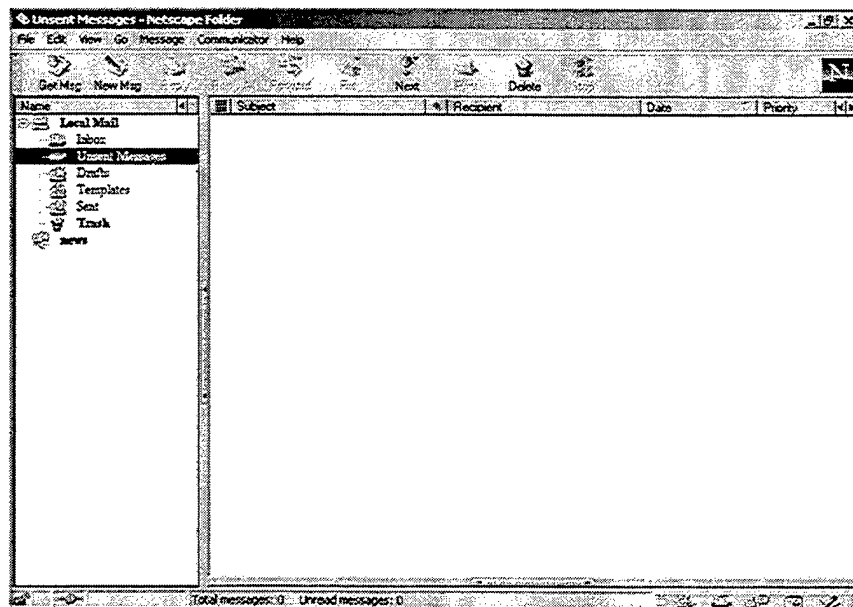 Unsent Messages - Netscape Folder
File Edit View Go Message Communicator Help
Get Msg New Msg Forward Next Delete
Name Subject Recipient Date Priority
Local Mail
Inbox
Unsent Messages
Drafts
Templates
Sent
Trash
news
N
Total messages: 0 Unread messages: 0